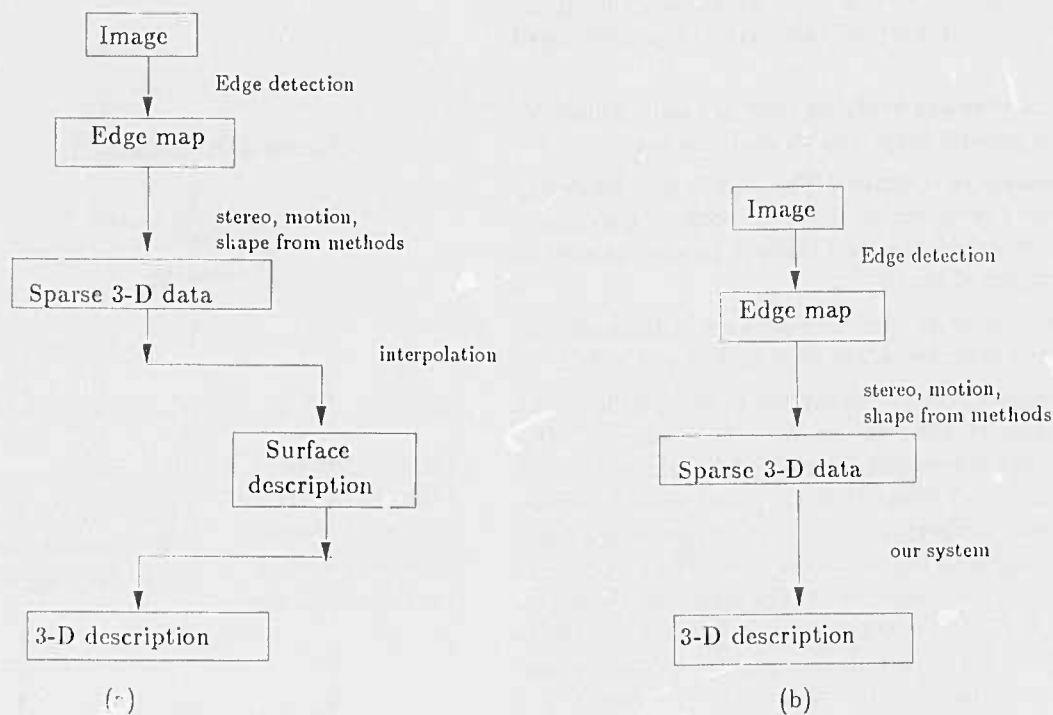 Image
Edge detection
Edge map
stereo, motion,
shape from methods
Sparse 3-D data
interpolation
Surface
description
3-D description
Image
Edge detection
Edge map
stereo, motion,
shape from methods
Sparse 3-D data
our system
3-D description
(b)